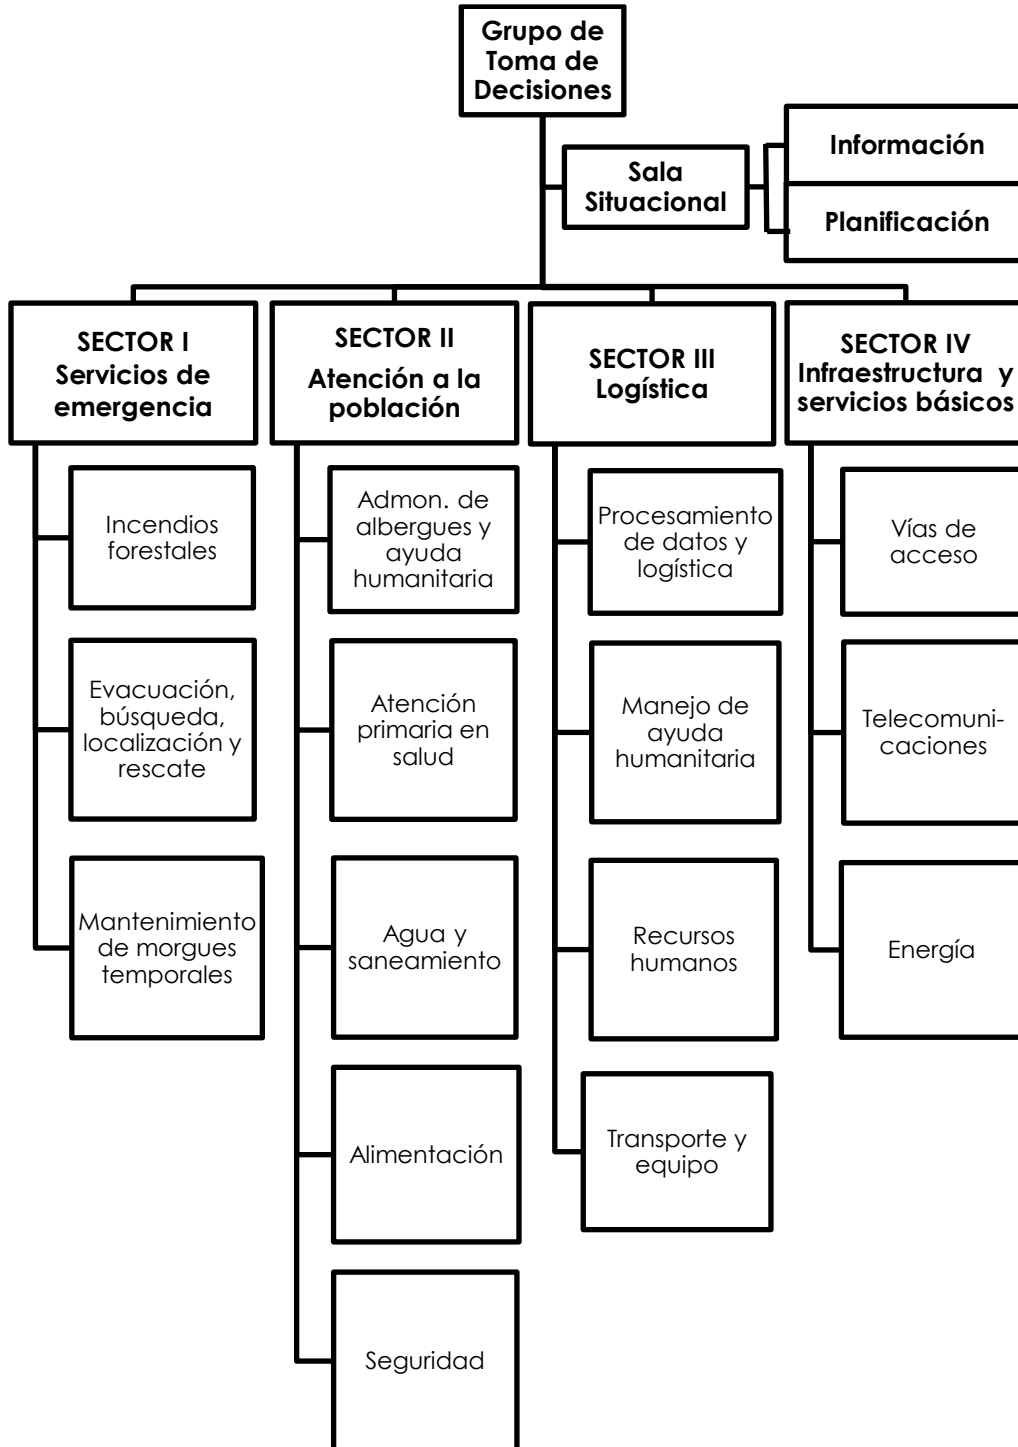 Grupo de
Toma de
Decisiones
Sala
Situacional
Información
Planificación
SECTOR I
Servicios de
emergencia
Incendios
forestales
Evacuación,
búsqueda,
localización y
rescate
Mantenimiento
de morgues
temporales
SECTOR II
Atención a la
población
Admon. de
albergues y
ayuda
humanitaria
Atención
primaria en
salud
Agua y
saneamiento
Alimentación
Seguridad
SECTOR III
Logística
Procesamiento
de datos y
logística
Manejo de
ayuda
humanitaria
Recursos
humanos
Transporte y
equipo
SECTOR IV
Infraestructura y
servicios básicos
Vías de
acceso
Telecomuni-
caciones
Energía